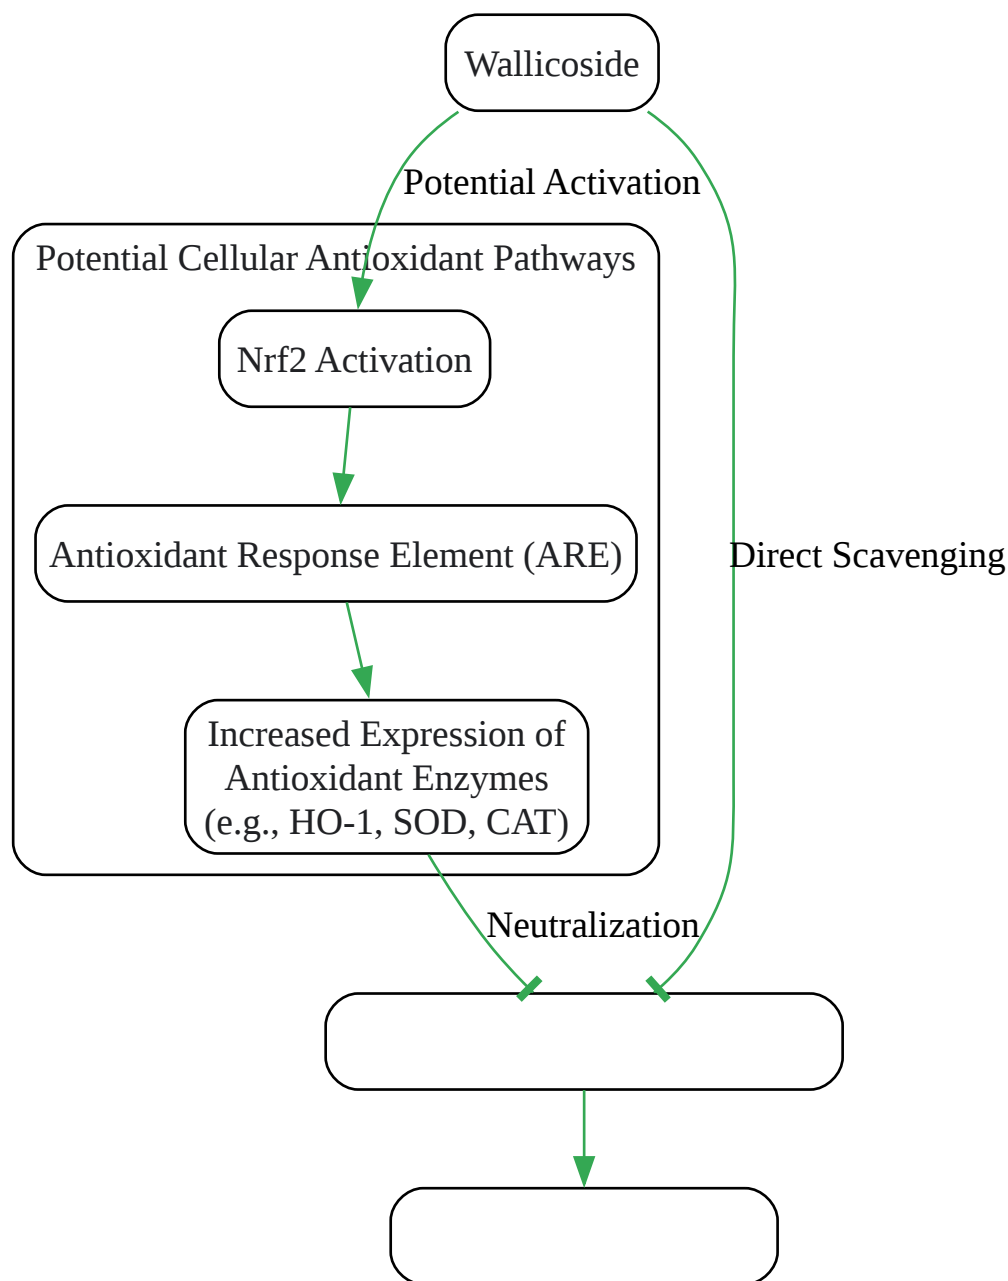 Wallicoside
Potential Activation
Potential Cellular Antioxidant Pathways
Nrf2 Activation
Antioxidant Response Element (ARE)
Direct Scavenging
Increased Expression of
Antioxidant Enzymes
(e.g., HO-1, SOD, CAT)
Neutralization